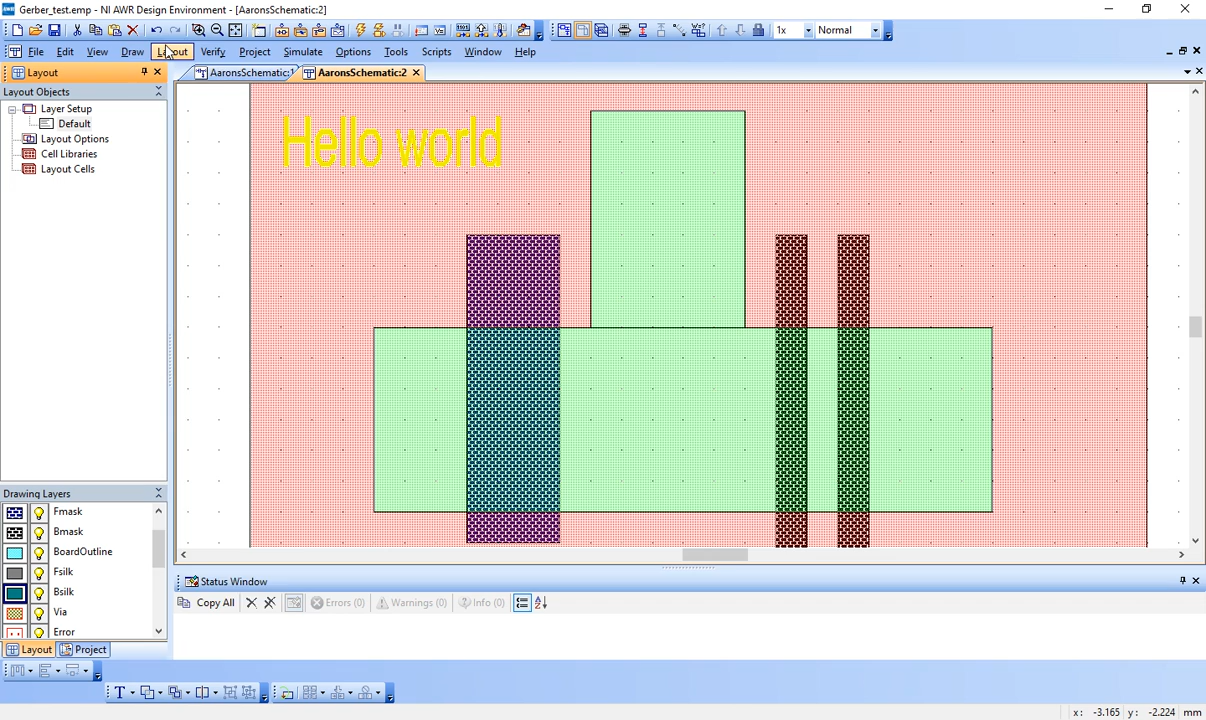 Gerber_test.emp - NI AWR Design Environment - [AaronsSchematic:2]
1x Normal
File Edit View Draw Layout Verify Project Simulate Options Tools Scripts Window Help
Layout
AaronsSchematic:1 AaronsSchematic:2
Layout Objects
Layer Setup
Default
Layout Options
Cell Libraries
Layout Cells
Hello world
Drawing Layers
Fmask
Bmask
BoardOutline
Fsilk
Bsilk
Via
Error
Status Window
Copy All Errors (0) Warnings (0) Info (0)
Layout Project
x: -3.165 y: -2.224 mm